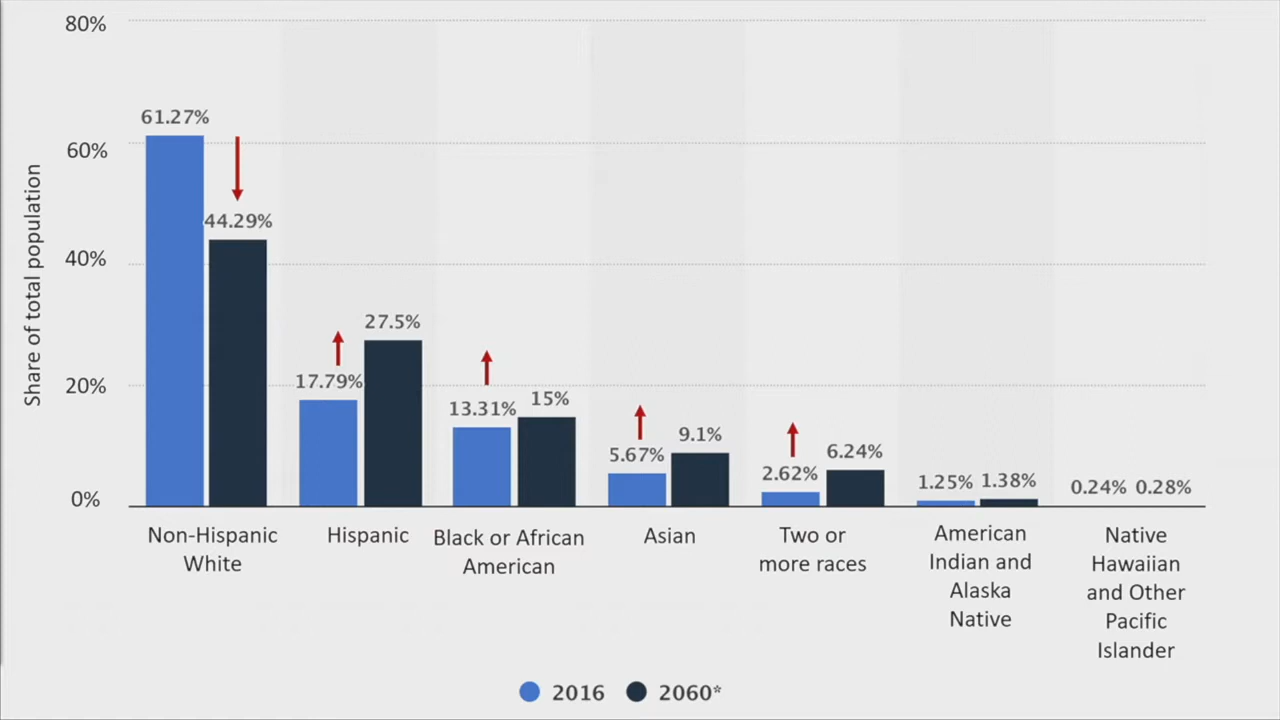 80%
60%
40%
20%
0%
Share of total population
61.27%
44.29%
17.79%
27.5%
13.31%
15%
5.67%
9.1%
2.62%
6.24%
1.25%
1.38%
0.24%
0.28%
Non-Hispanic
White
Hispanic
Black or African
American
Asian
Two or
more races
American
Indian and
Alaska
Native
Native
Hawaiian
and Other
Pacific
Islander
2016
2060*